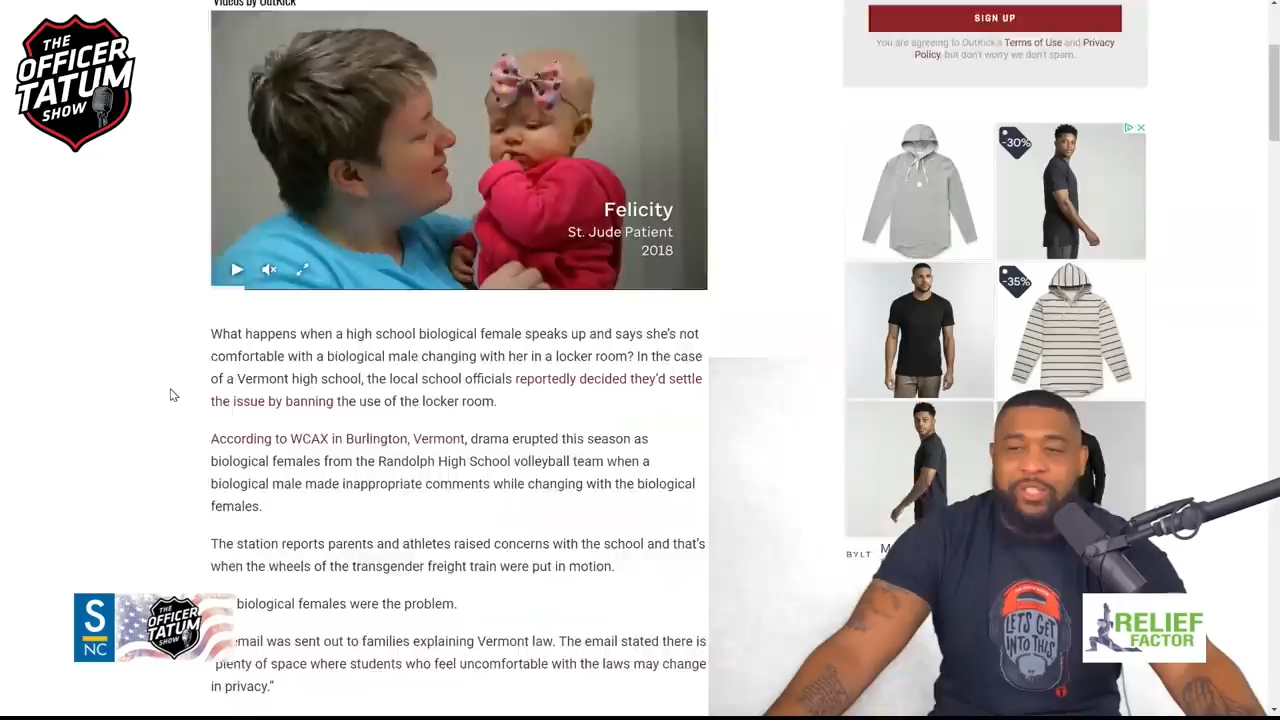 Videos by OutKick
THE
OFFICER
TATUM
SHOW
SIGN UP
You are agreeing to OutKick's Terms of Use and Privacy
Policy, but don't worry we don't spam.
Felicity
St. Jude Patient
2018
-30%
-35%
What happens when a high school biological female speaks up and says she's not
comfortable with a biological male changing with her in a locker room? In the case
of a Vermont high school, the local school officials reportedly decided they'd settle
the issue by banning the use of the locker room.
According to WCAX in Burlington, Vermont, drama erupted this season as
biological females from the Randolph High School volleyball team when a
biological male made inappropriate comments while changing with the biological
females.
The station reports parents and athletes raised concerns with the school and that's
when the wheels of the transgender freight train were put in motion.
biological females were the problem.
email was sent out to families explaining Vermont law. The email stated there is
"plenty of space where students who feel uncomfortable with the laws may change
in privacy."
BYLT
M
S
NC
THE
OFFICER
TATUM
SHOW
LET'S GET
INTO THIS
RELIEF
FACTOR